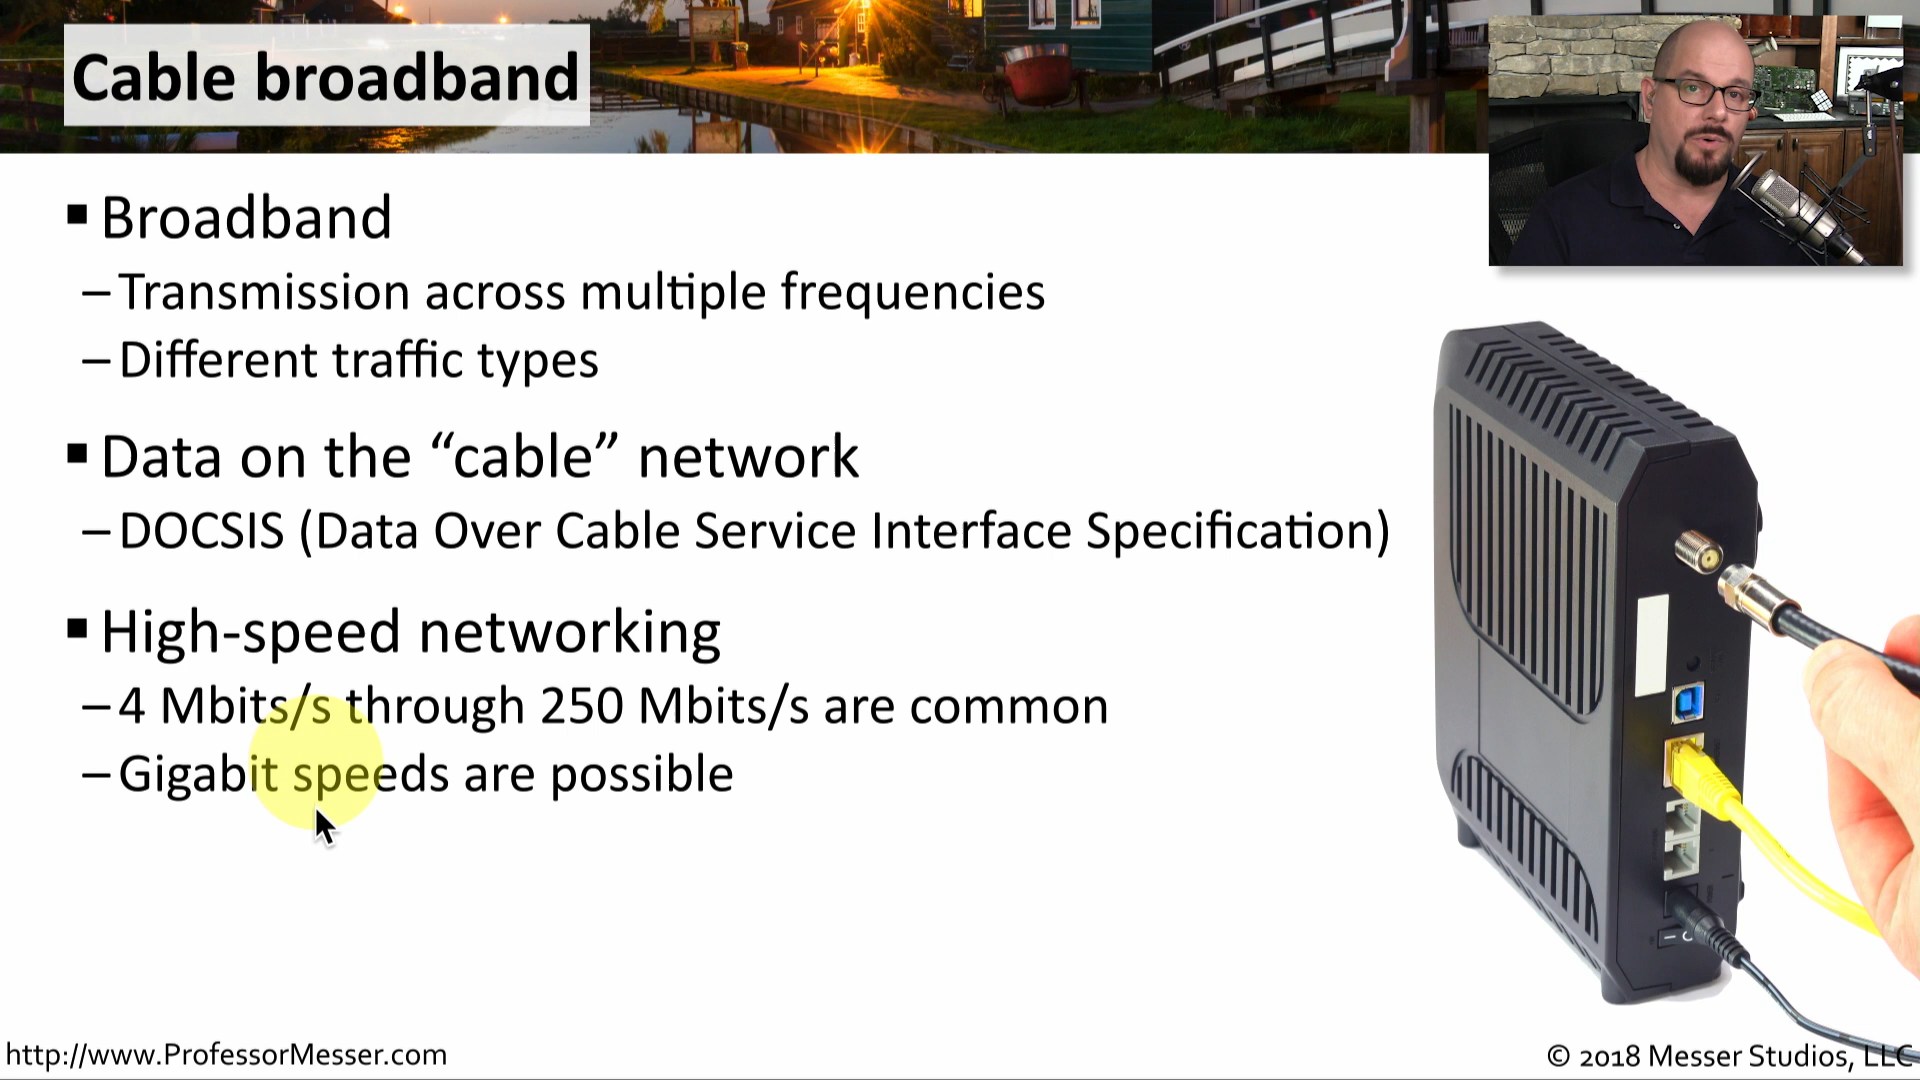 Cable broadband
▪ Broadband
– Transmission across multiple frequencies
– Different traffic types
▪ Data on the “cable” network
– DOCSIS (Data Over Cable Service Interface Specification)
▪ High-speed networking
– 4 Mbits/s through 250 Mbits/s are common
– Gigabit speeds are possible
http://www.ProfessorMesser.com
© 2018 Messer Studios, LLC